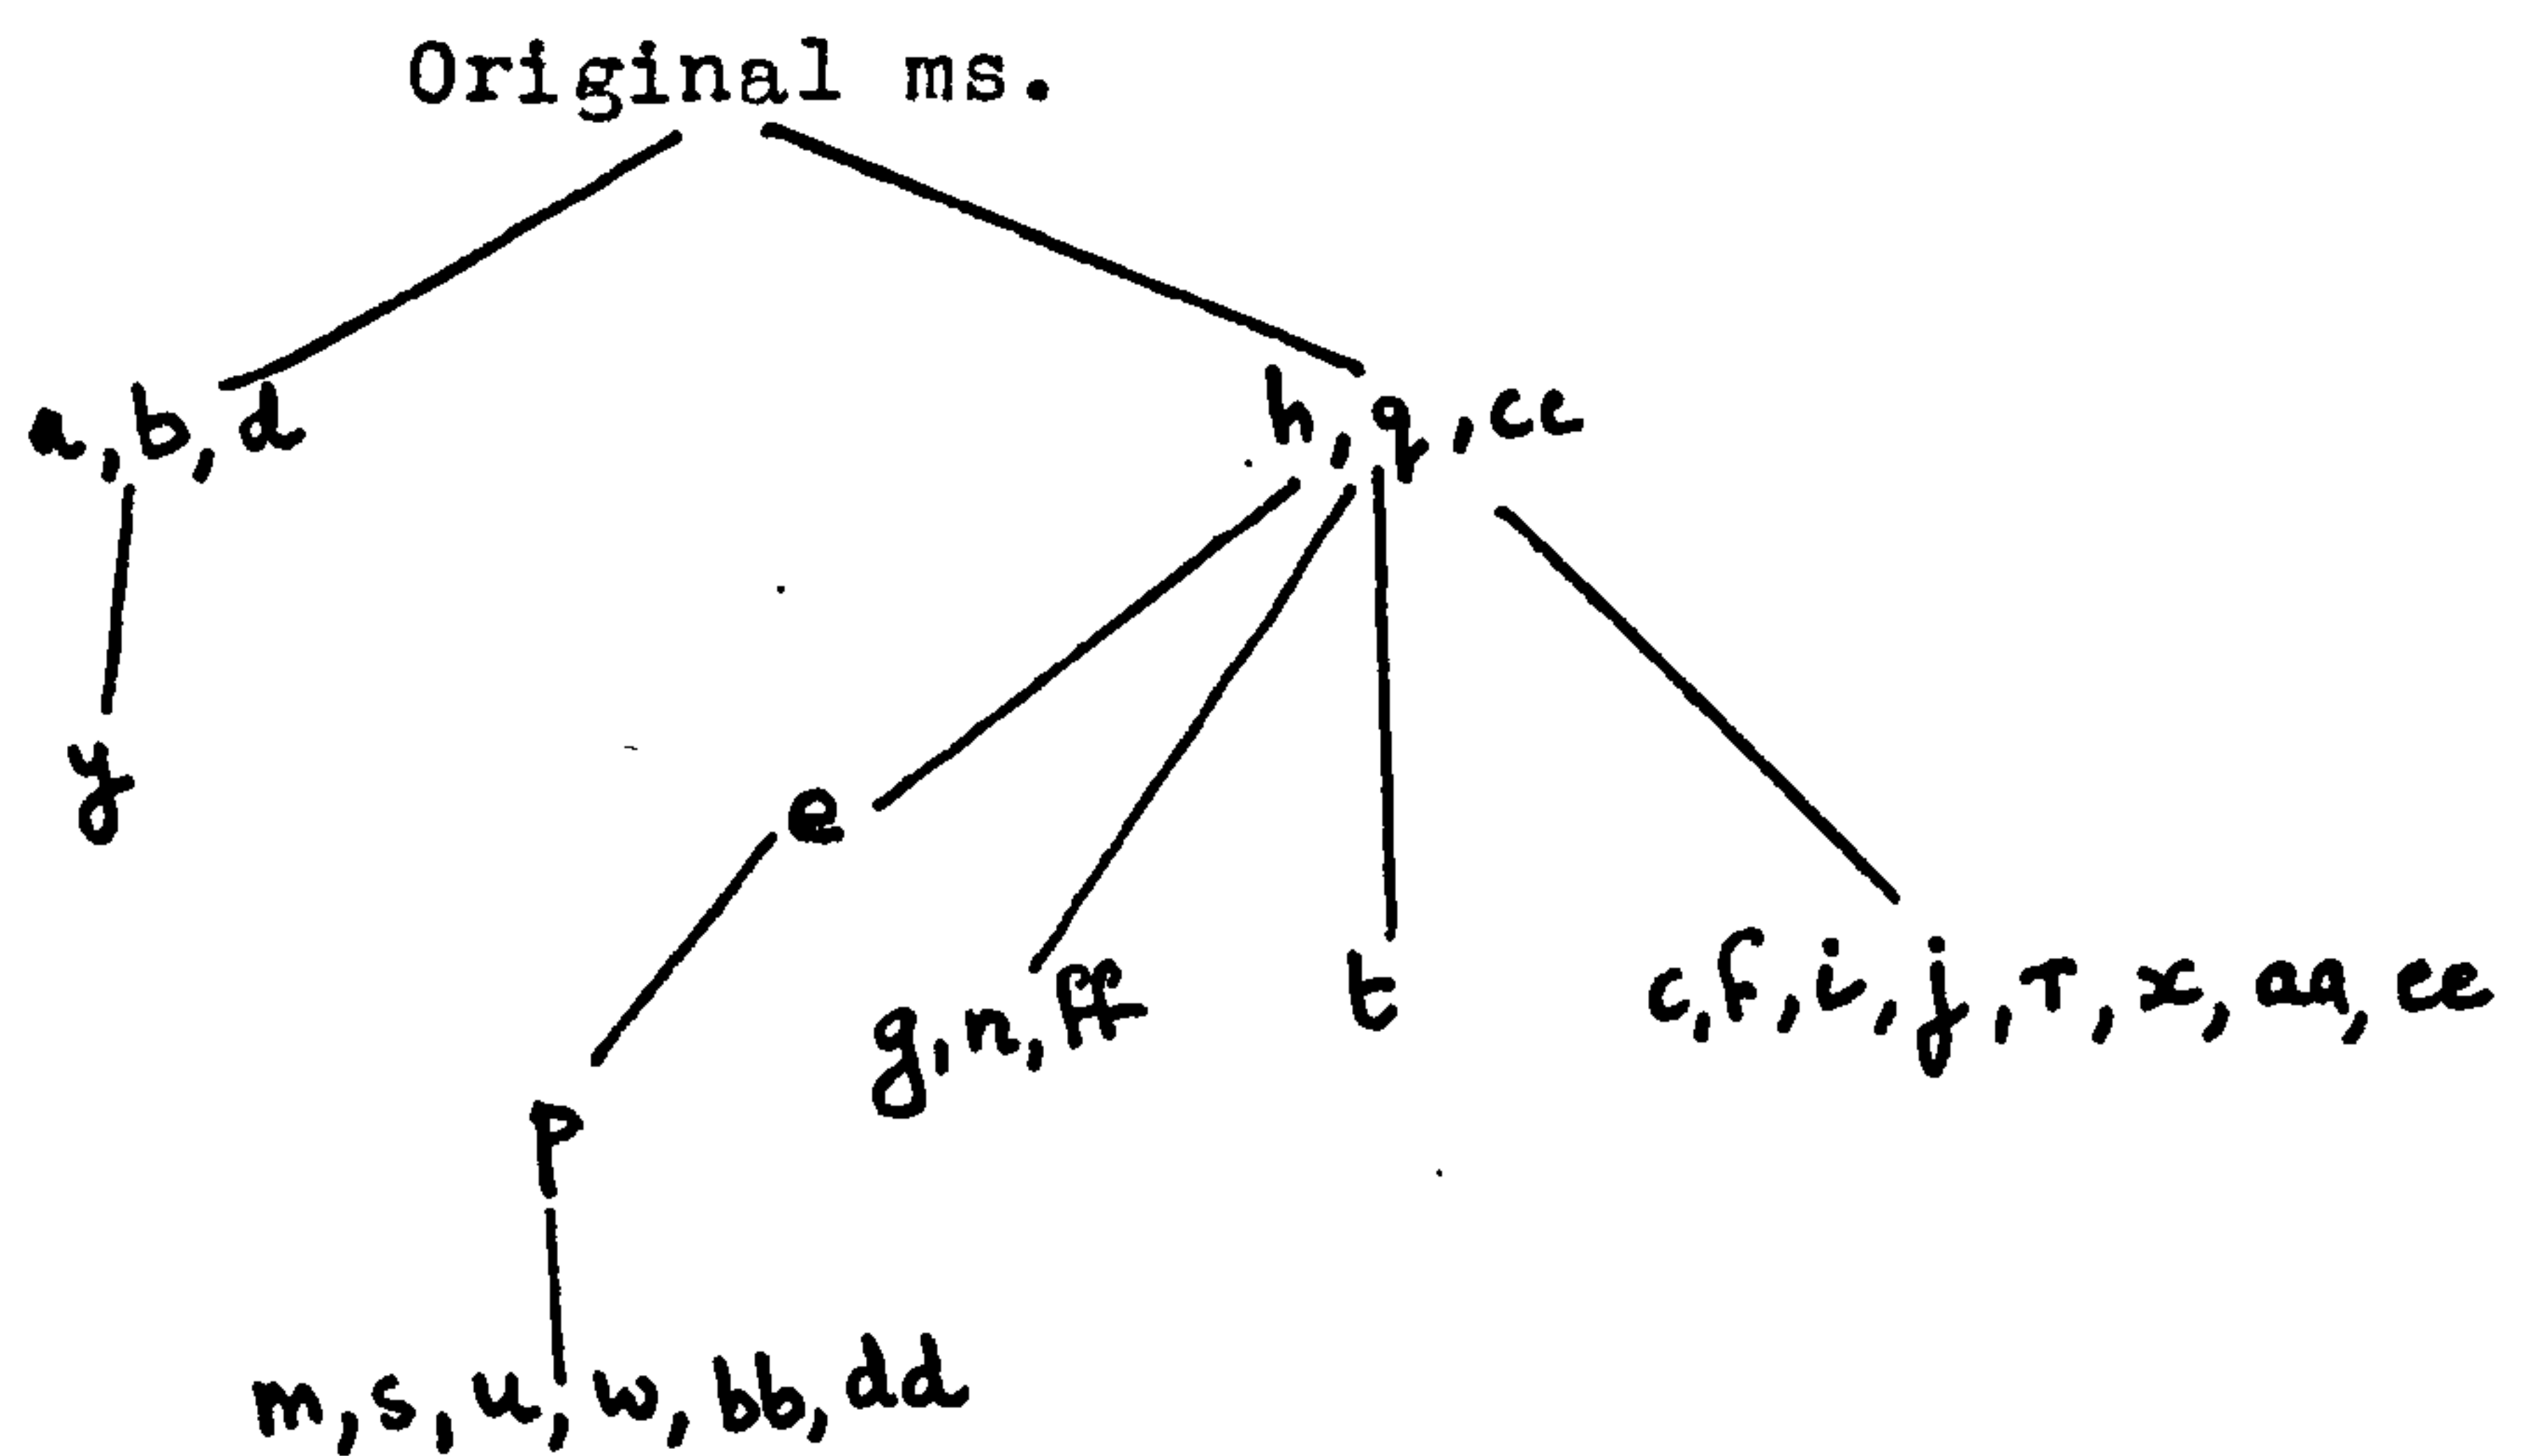 Original ms.
a, b, d
h, q, cc
y
e
g, n, ff
t
c, f, i, j, r, x, aa, ee
p
m, s, u, w, bb, dd